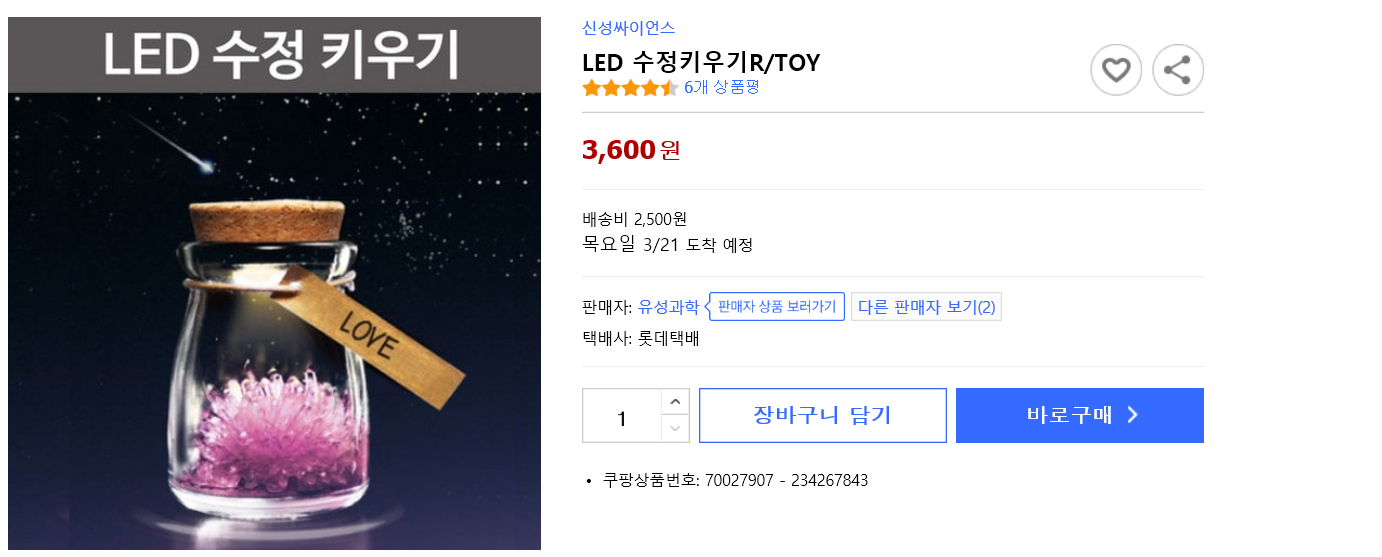 LED 수정 키우기
LOVE
신성싸이언스
LED 수정키우기R/TOY
6개 상품평
3,600원
배송비 2,500원
목요일 3/21 도착 예정
판매자: 유성과학 판매자 상품 보러가기 다른 판매자 보기(2)
택배사: 롯데택배
1 장바구니 담기 바로구매
• 쿠팡상품번호: 70027907 - 234267843